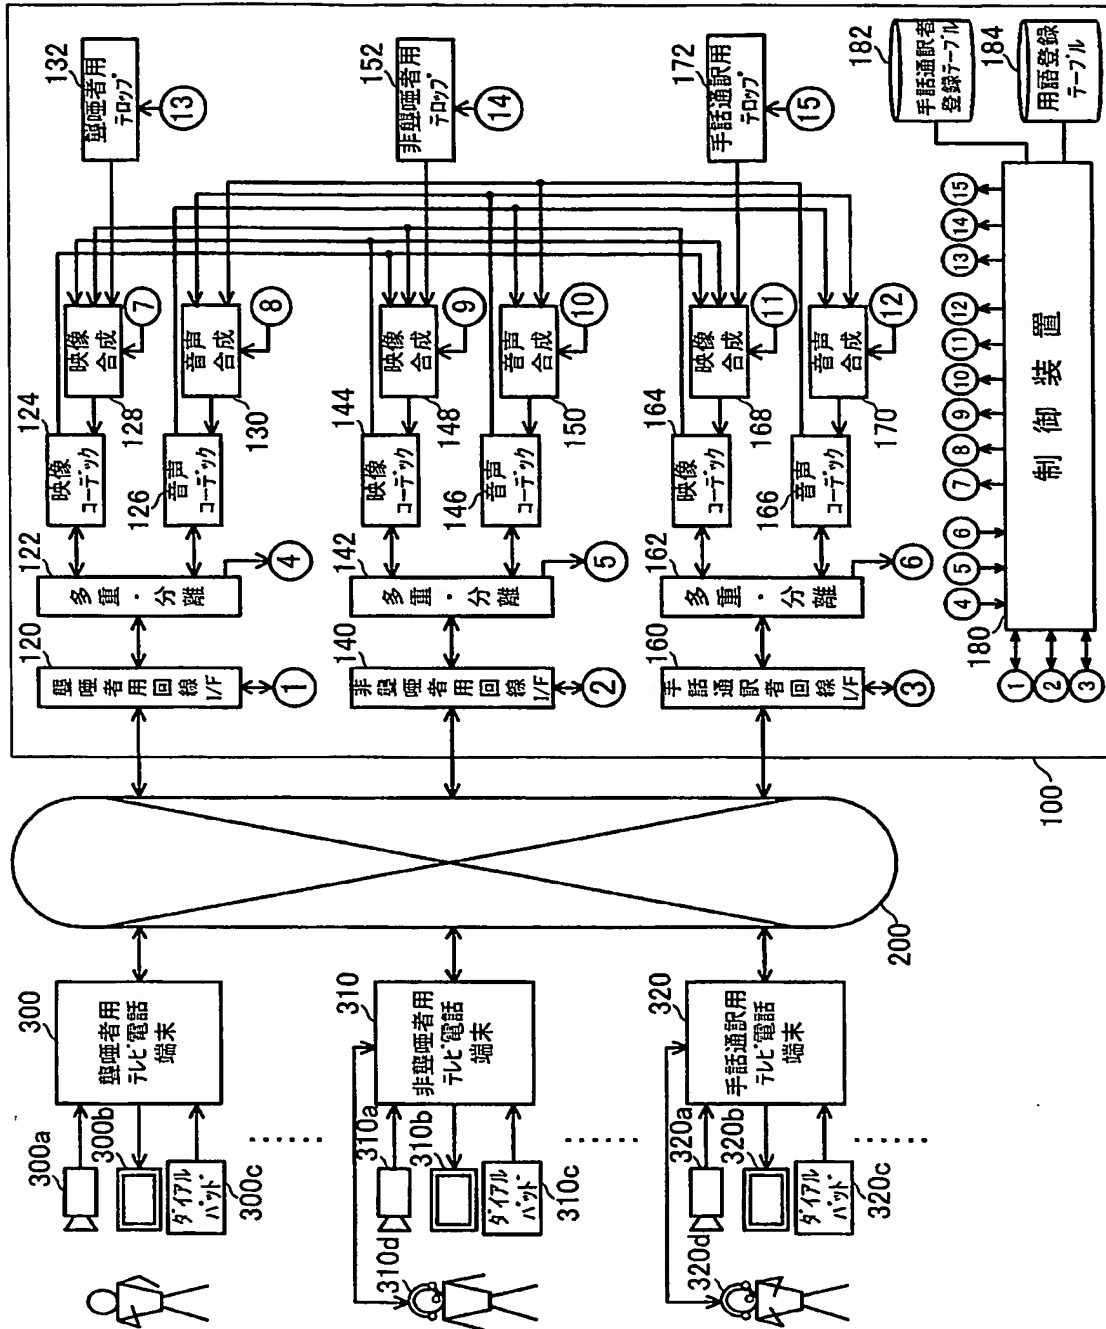 300
300a
300b
300c
聾唖者用
テレビ電話
端末
ダイアル
パッド
310
310a
310b
310c
310d
非聾唖者用
テレビ電話
端末
ダイアル
パッド
320
320a
320b
320c
320d
手話通訳用
テレビ電話
端末
ダイアル
パッド
200
100
120
聾唖者用回線
I/F
①
122
多重・分離
④
124
映像
コーデック
126
音声
コーデック
128
映像
合成
⑦
130
音声
合成
⑧
132
聾唖者用
テロップ
⑬
140
非聾唖者用回線
I/F
②
142
多重・分離
⑤
144
映像
コーデック
146
音声
コーデック
148
映像
合成
⑨
150
音声
合成
⑩
152
非聾唖者用
テロップ
⑭
160
手話通訳者回線
I/F
③
162
多重・分離
⑥
164
映像
コーデック
166
音声
コーデック
168
映像
合成
⑪
170
音声
合成
⑫
172
手話通訳用
テロップ
⑮
180
制御装置
① ② ③
④ ⑤ ⑥ ⑦ ⑧ ⑨ ⑩ ⑪ ⑫ ⑬ ⑭ ⑮
182
手話通訳者
登録テーブル
184
用語登録
テーブル